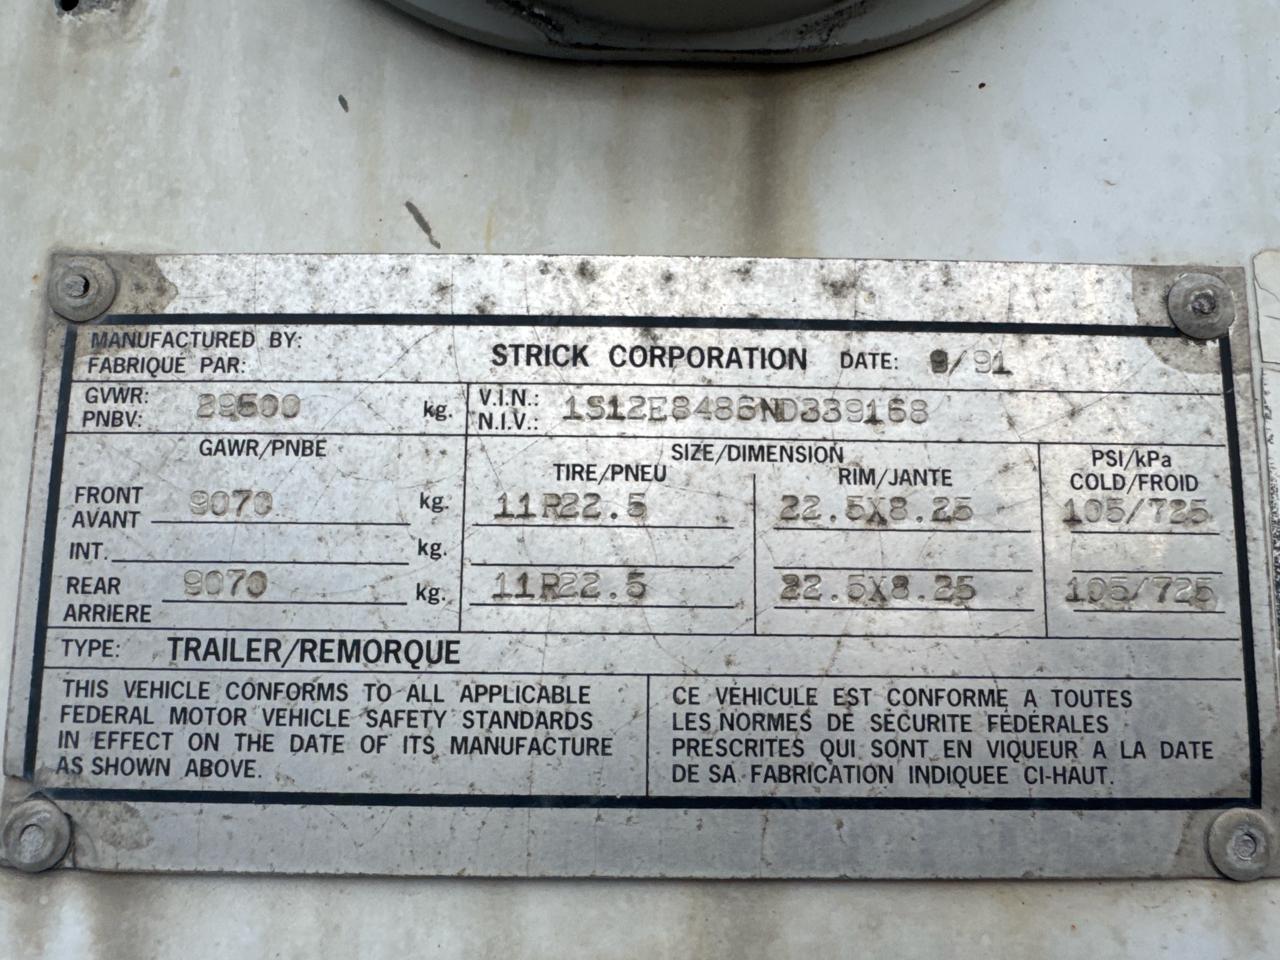 MANUFACTURED BY:
FABRIQUÉ PAR:
STRICK CORPORATION DATE: 9/91
GVWR:
PNBV: 29500 kg.
V.I.N.:
N.I.V.: 1S12E8486ND339168
GAWR/PNBE
SIZE/DIMENSION
TIRE/PNEU RIM/JANTE
PSI/kPa
COLD/FROID
FRONT
AVANT 9070 kg. 11R22.5 22.5X8.25 105/725
INT. kg.
REAR
ARRIERE 9070 kg. 11R22.5 22.5X8.25 105/725
TYPE: TRAILER/REMORQUE
THIS VEHICLE CONFORMS TO ALL APPLICABLE
FEDERAL MOTOR VEHICLE SAFETY STANDARDS
IN EFFECT ON THE DATE OF ITS MANUFACTURE
AS SHOWN ABOVE.
CE VÉHICULE EST CONFORME A TOUTES
LES NORMES DE SÉCURITE FÉDÉRALES
PRESCRITES QUI SONT EN VIQUEUR A LA DATE
DE SA FABRICATION INDIQUEE CI-HAUT.